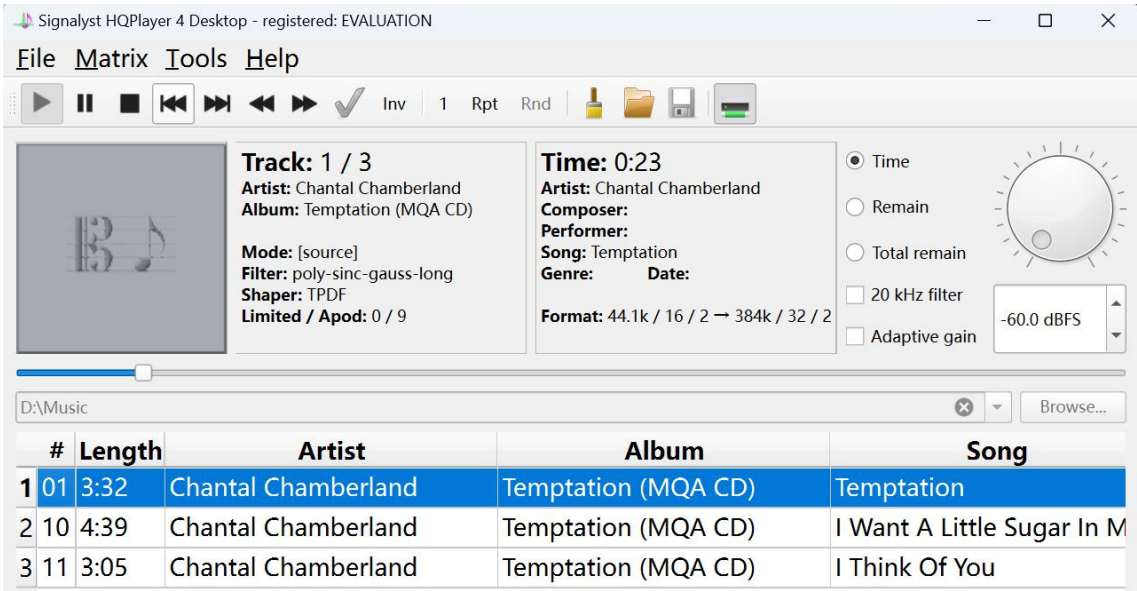 Signalyst HQPlayer 4 Desktop - registered: EVALUATION
File Matrix Tools Help
Inv 1 Rpt Rnd
Track: 1 / 3
Artist: Chantal Chamberland
Album: Temptation (MQA CD)
Mode: [source]
Filter: poly-sinc-gauss-long
Shaper: TPDF
Limited / Apod: 0 / 9
Time: 0:23
Artist: Chantal Chamberland
Composer:
Performer:
Song: Temptation
Genre: Date:
Format: 44.1k / 16 / 2 → 384k / 32 / 2
Time
Remain
Total remain
20 kHz filter
Adaptive gain
-60.0 dBFS
D:\Music
Browse...
# Length Artist Album Song
1 01 3:32 Chantal Chamberland Temptation (MQA CD) Temptation
2 10 4:39 Chantal Chamberland Temptation (MQA CD) I Want A Little Sugar In M
3 11 3:05 Chantal Chamberland Temptation (MQA CD) I Think Of You